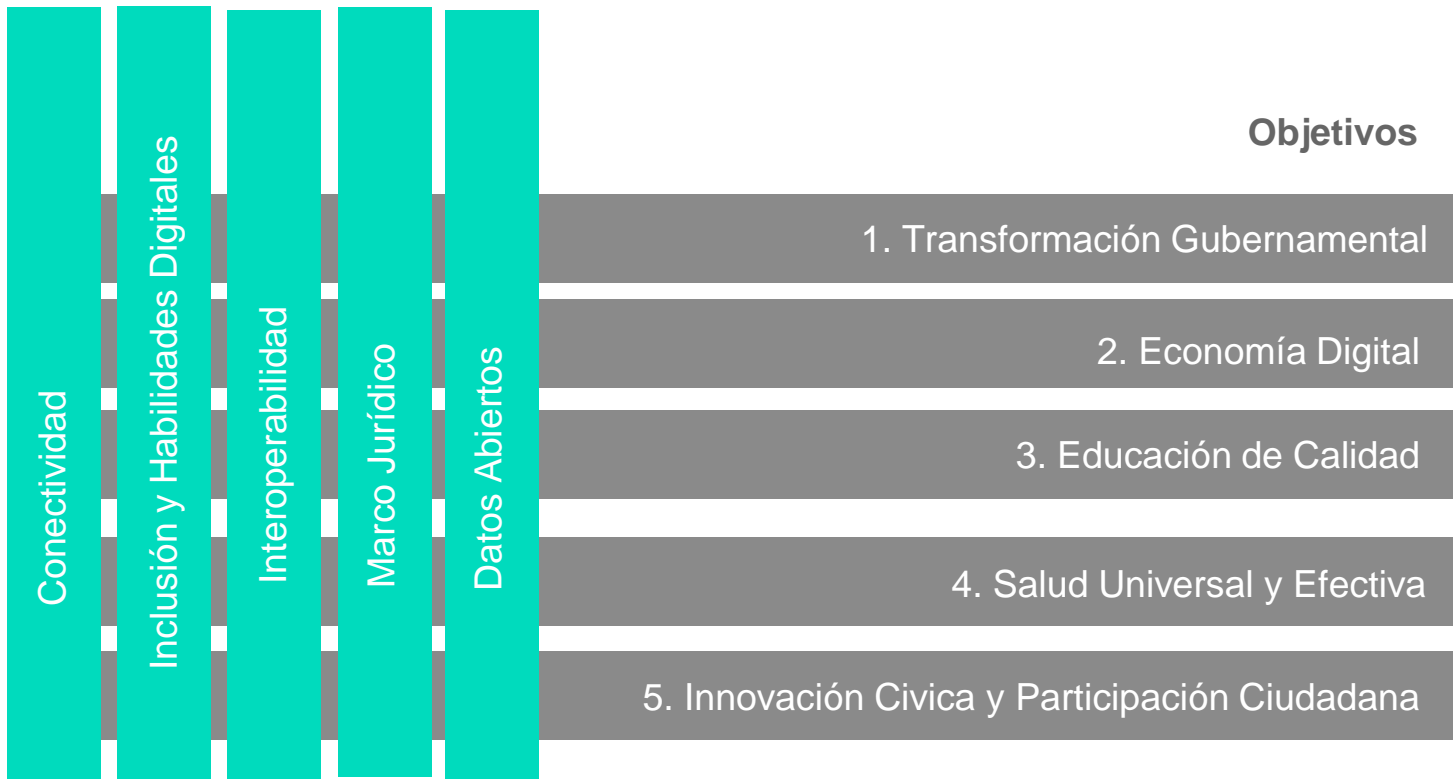 Conectividad
Inclusión y Habilidades Digitales
Interoperabilidad
Marco Jurídico
Datos Abiertos
Objetivos
1. Transformación Gubernamental
2. Economía Digital
3. Educación de Calidad
4. Salud Universal y Efectiva
5. Innovación Civica y Participación Ciudadana